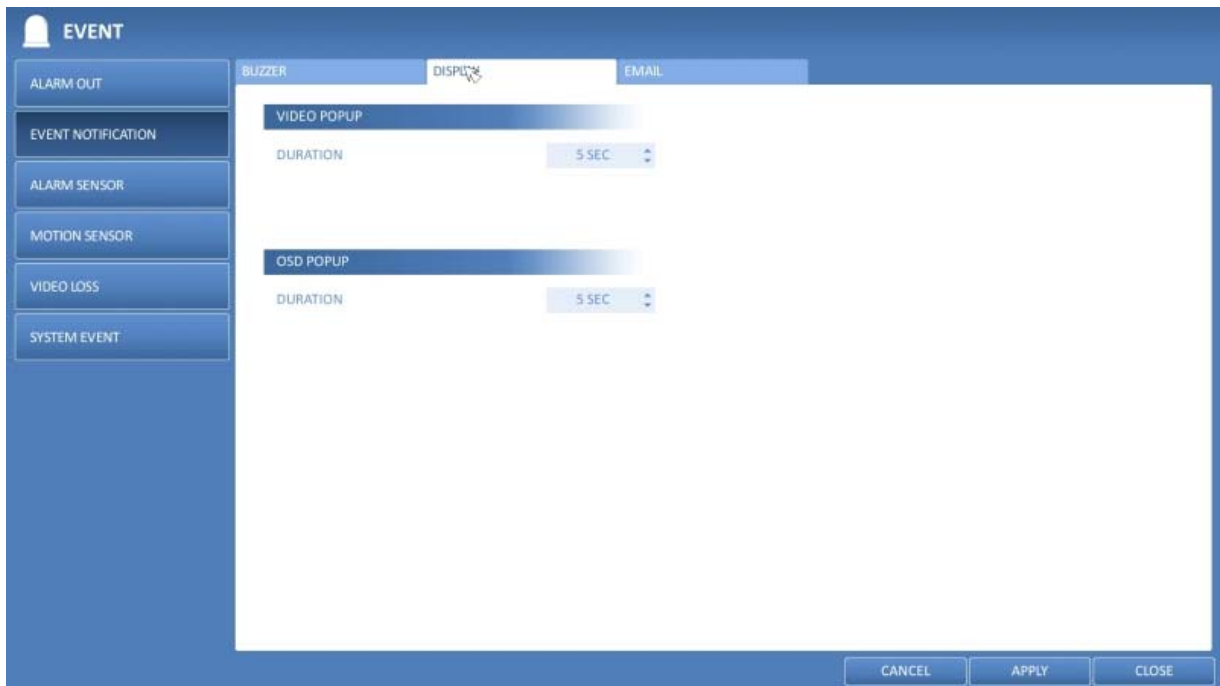 EVENT
ALARM OUT
EVENT NOTIFICATION
ALARM SENSOR
MOTION SENSOR
VIDEO LOSS
SYSTEM EVENT
BUZZER DISPLAY EMAIL
VIDEO POPUP
DURATION 5 SEC
OSD POPUP
DURATION 5 SEC
CANCEL APPLY CLOSE